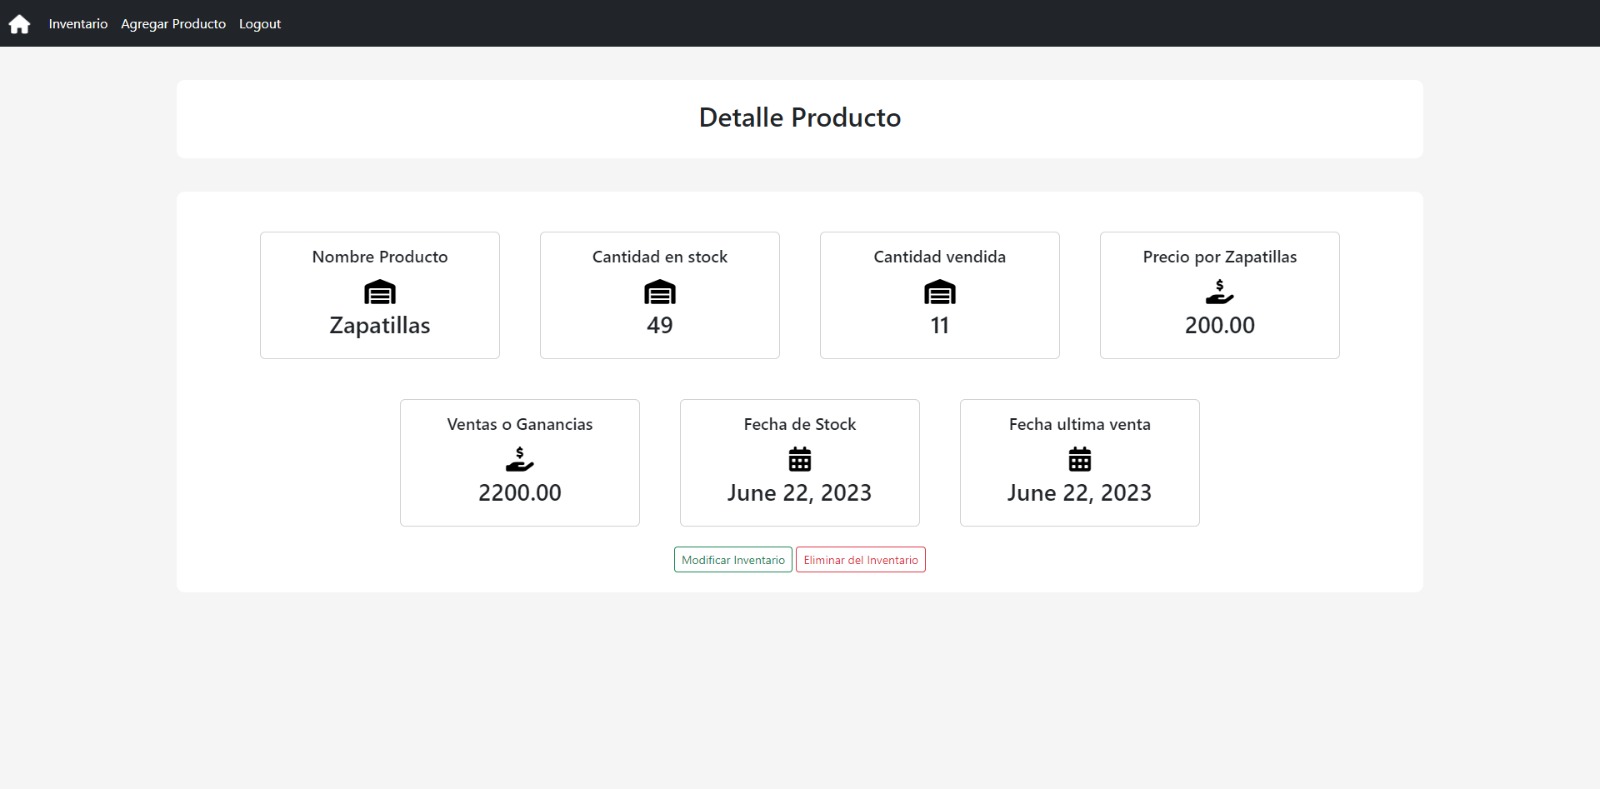 Inventario Agregar Producto Logout
Detalle Producto
Nombre Producto
Zapatillas
Cantidad en stock
49
Cantidad vendida
11
Precio por Zapatillas
200.00
Ventas o Ganancias
2200.00
Fecha de Stock
June 22, 2023
Fecha ultima venta
June 22, 2023
Modificar Inventario Eliminar del Inventario